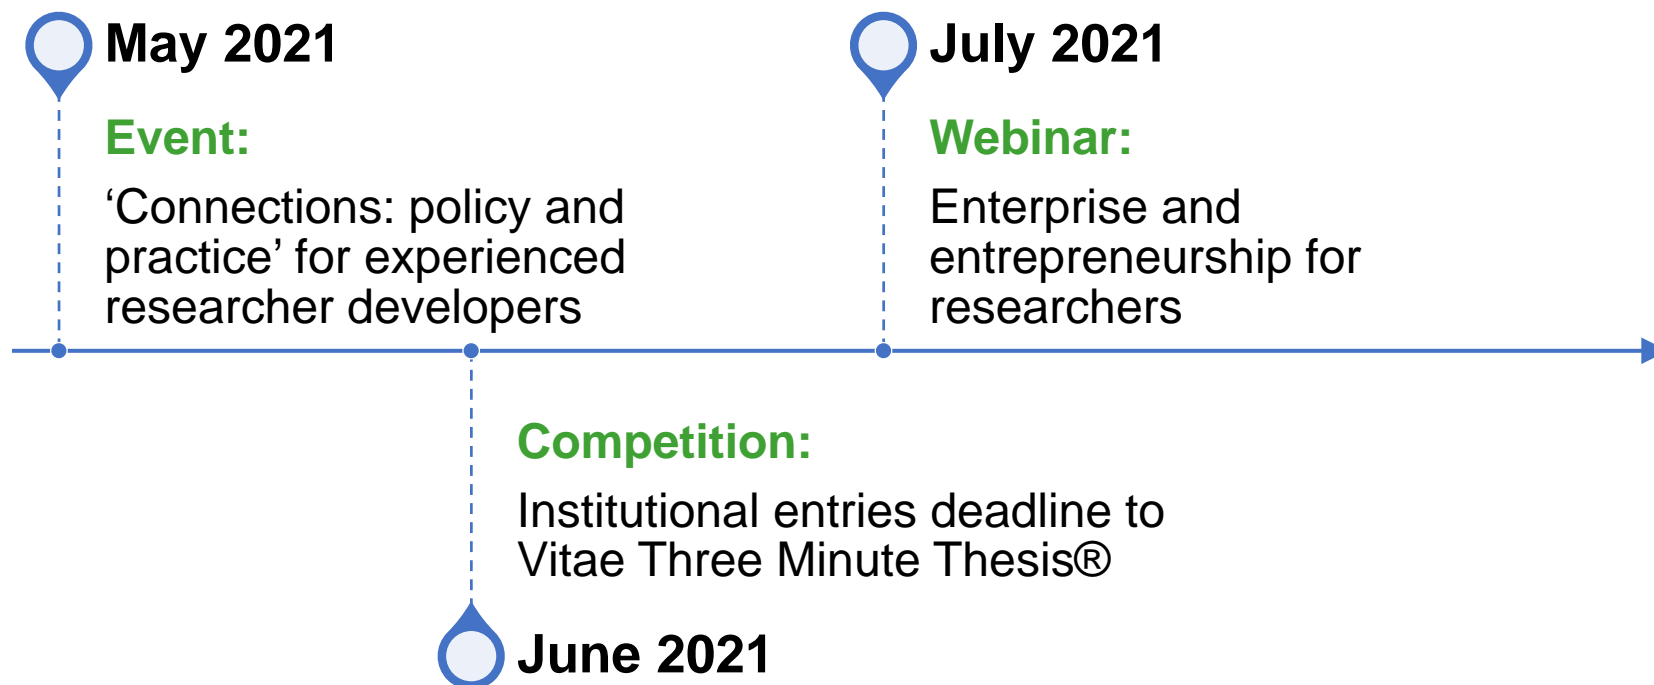 May 2021
Event:
‘Connections: policy and
practice’ for experienced
researcher developers
July 2021
Webinar:
Enterprise and
entrepreneurship for
researchers
Competition:
Institutional entries deadline to
Vitae Three Minute Thesis®
June 2021